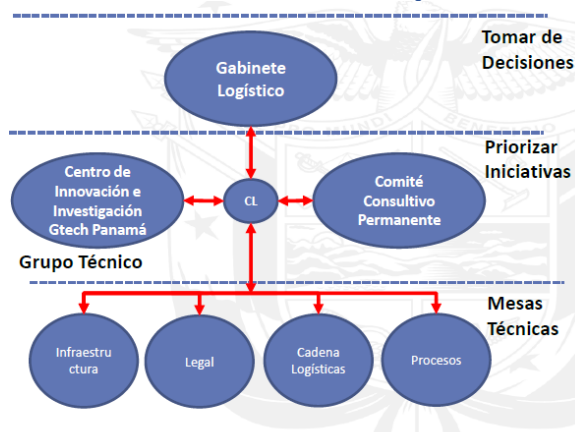 Tomar de
Decisiones
Gabinete
Logístico
Priorizar
Iniciativas
Centro de
Innovación e
Investigación
Gtech Panamá
CL
Comité
Consultivo
Permanente
Grupo Técnico
Mesas
Técnicas
Infraestru
ctura
Legal
Cadena
Logísticas
Procesos